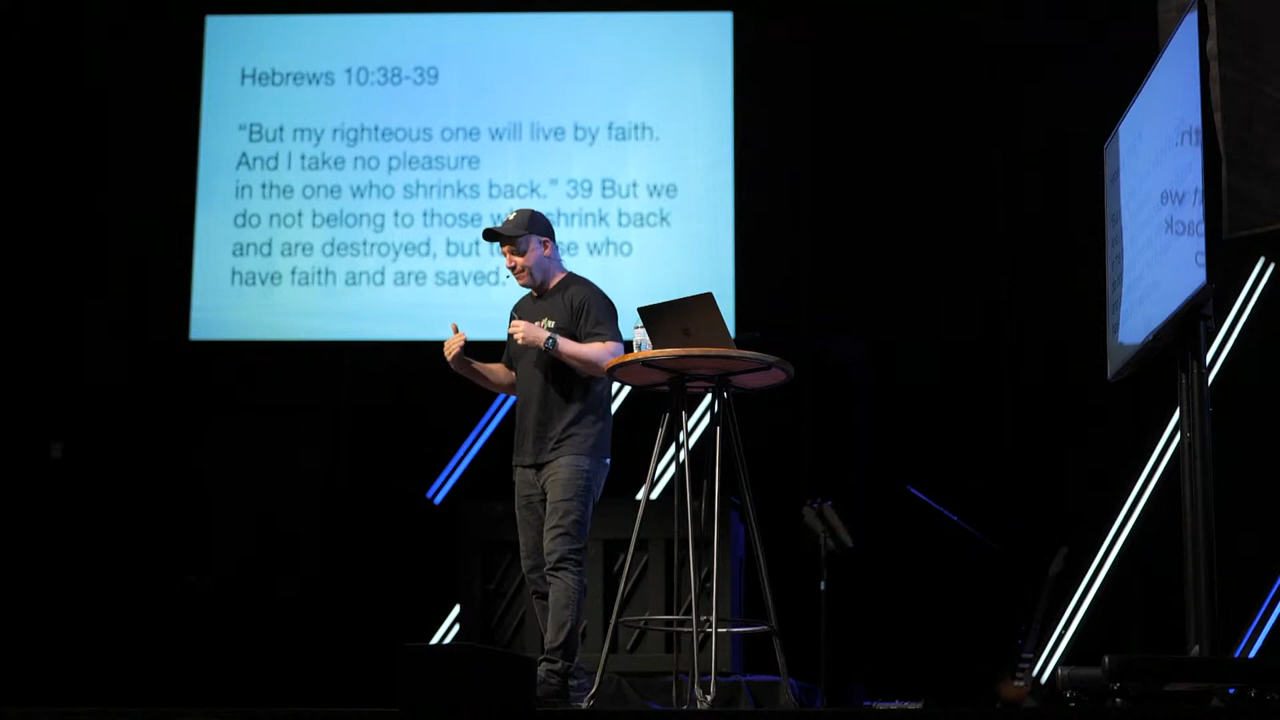 Hebrews 10:38-39
“But my righteous one will live by faith.
And I take no pleasure
in the one who shrinks back.” 39 But we
do not belong to those shrink back
and are destroyed, but who
have faith and are saved.
we